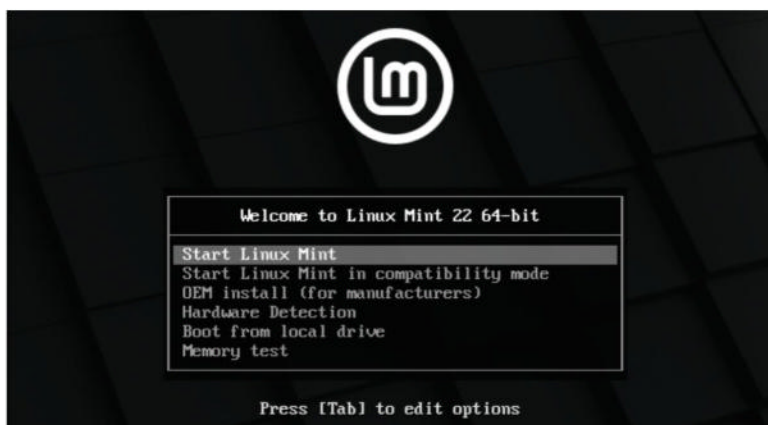 Welcome to Linux Mint 22 64-bit
Start Linux Mint
Start Linux Mint in compatibility mode
OEM install (for manufacturers)
Hardware Detection
Boot from local drive
Memory test
Press [Tab] to edit options